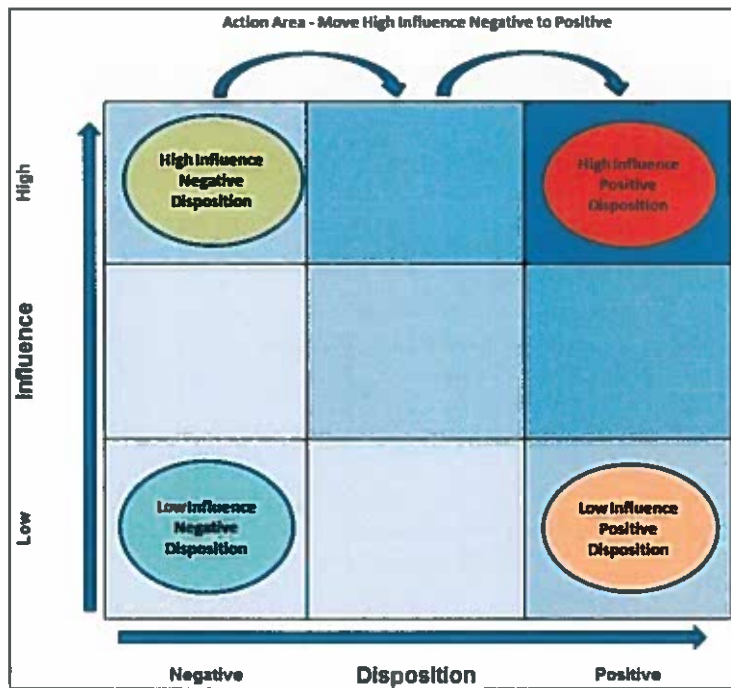 Action Area - Move High Influence Negative to Positive
High Influence
Negative
Disposition
High Influence
Positive
Disposition
High
Influence
Low
Low Influence
Negative
Disposition
Low Influence
Positive
Disposition
Negative
Disposition
Positive